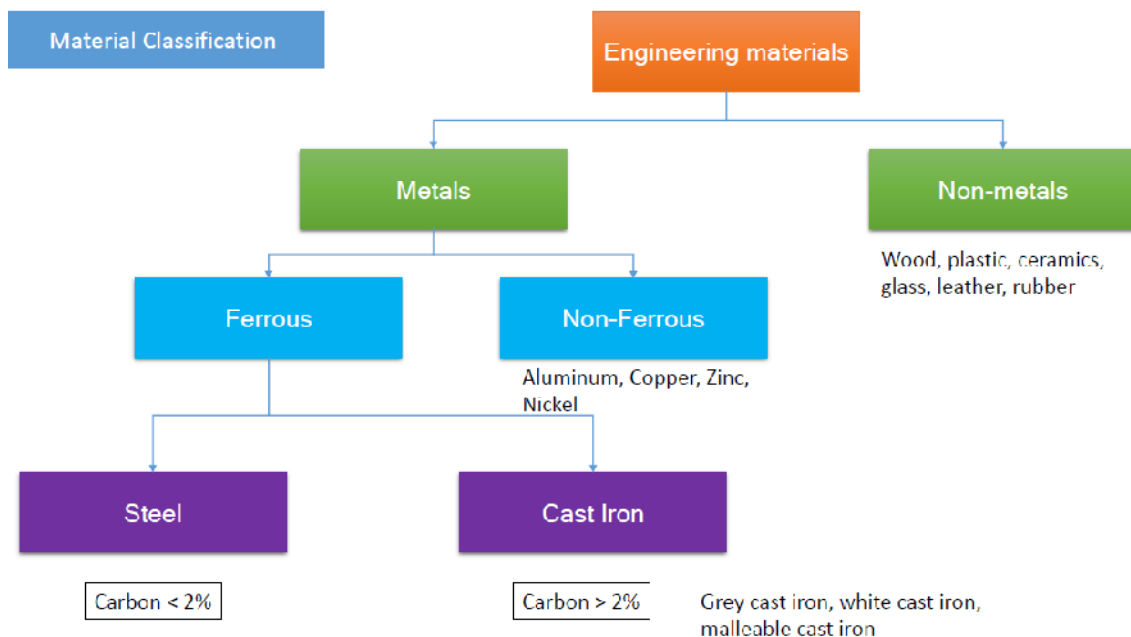 Material Classification
Engineering materials
Metals
Non-metals
Wood, plastic, ceramics,
glass, leather, rubber
Ferrous
Non-Ferrous
Aluminum, Copper, Zinc,
Nickel
Steel
Cast Iron
Carbon < 2%
Carbon > 2%
Grey cast iron, white cast iron,
malleable cast iron